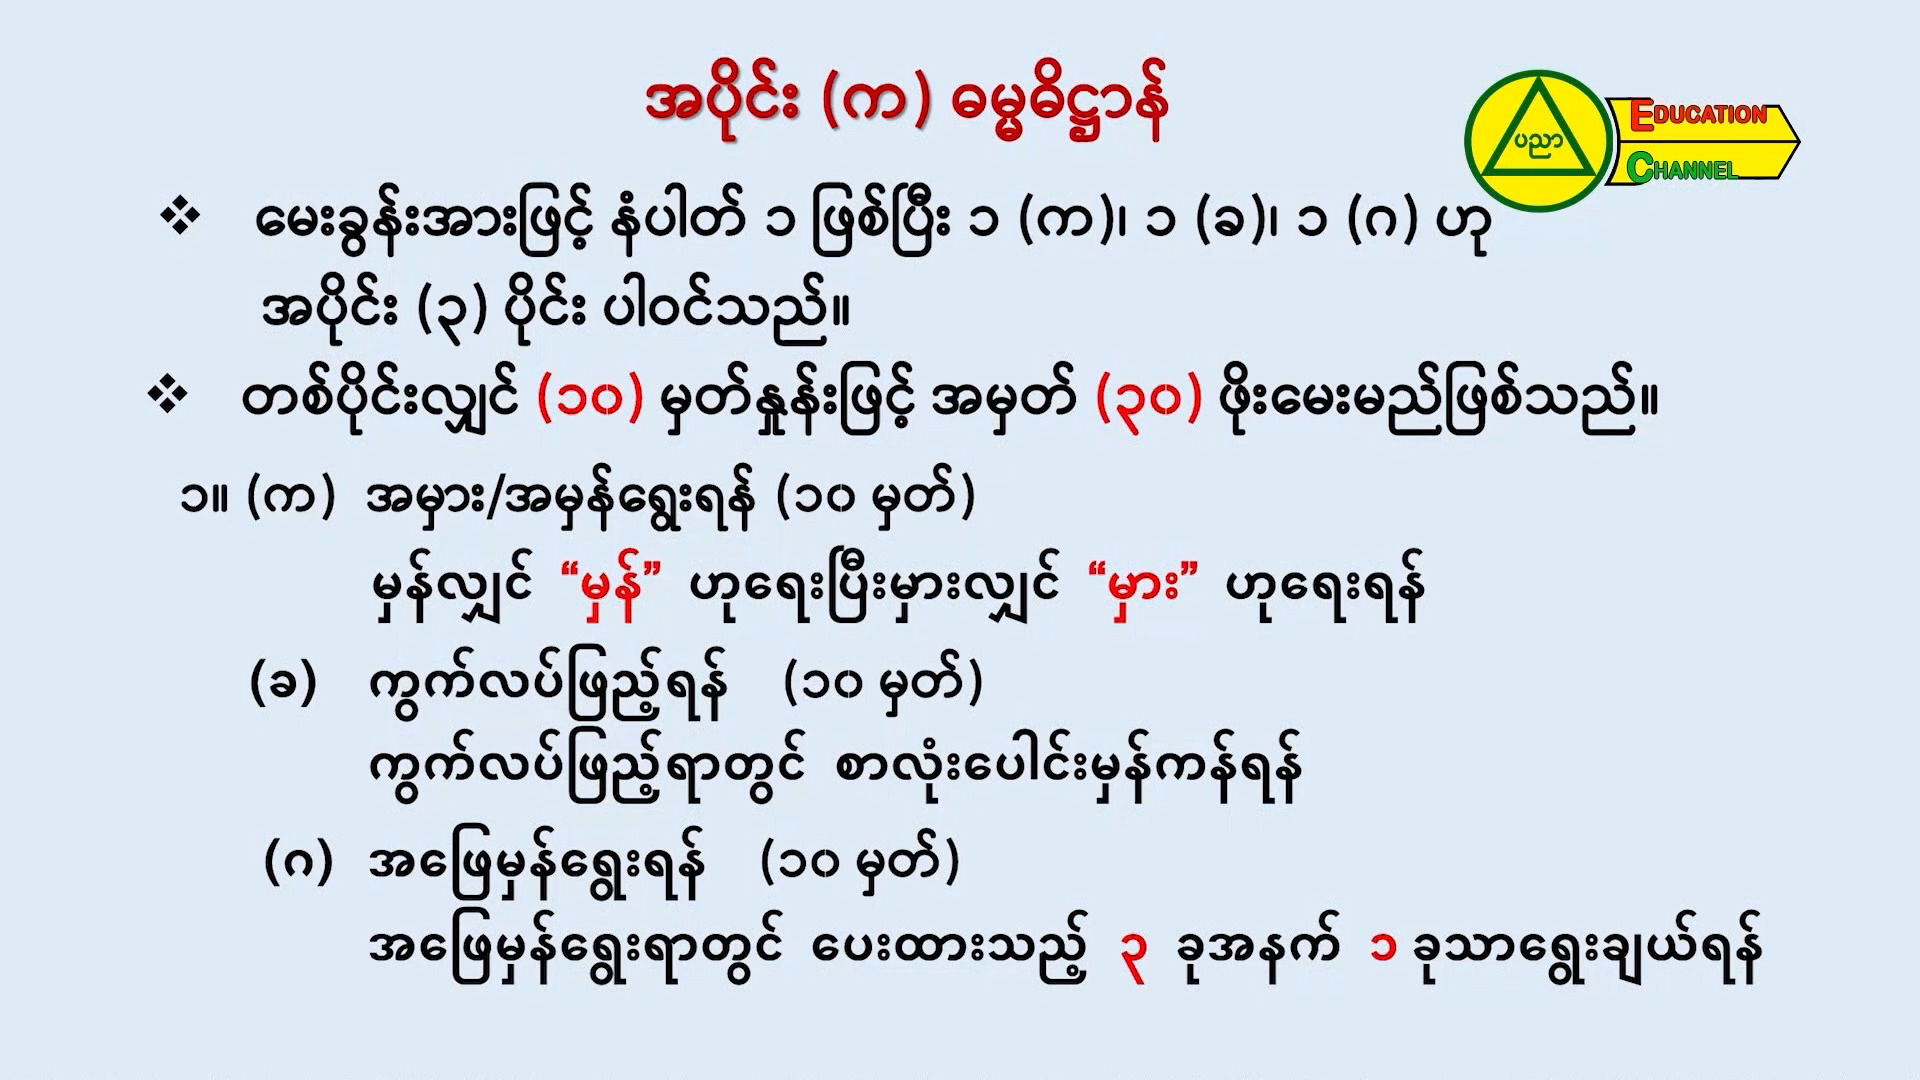 အပိုင်း (က) ဓမ္မဓိဋ္ဌာန်
ပညာ
EDUCATION
CHANNEL
❖ မေးခွန်းအားဖြင့် နံပါတ် ၁ ဖြစ်ပြီး ၁ (က)၊ ၁ (ခ)၊ ၁ (ဂ) ဟု
အပိုင်း (၃) ပိုင်း ပါဝင်သည်။
❖ တစ်ပိုင်းလျှင် (၁၀) မှတ်နှုန်းဖြင့် အမှတ် (၃၀) ဖိုးမေးမည်ဖြစ်သည်။
၁။ (က) အမှား/အမှန်ရွေးရန် (၁၀ မှတ်)
မှန်လျှင် “မှန်” ဟုရေးပြီးမှားလျှင် “မှား” ဟုရေးရန်
(ခ) ကွက်လပ်ဖြည့်ရန် (၁၀ မှတ်)
ကွက်လပ်ဖြည့်ရာတွင် စာလုံးပေါင်းမှန်ကန်ရန်
(ဂ) အဖြေမှန်ရွေးရန် (၁၀ မှတ်)
အဖြေမှန်ရွေးရာတွင် ပေးထားသည့် ၃ ခုအနက် ၁ ခုသာရွေးချယ်ရန်